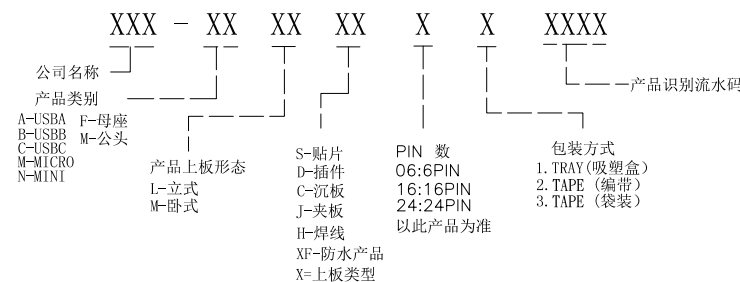 XXX-XX XX XX X X XXXX
公司名称
产品识别流水码
产品类别
A-USBA F-母座
B-USBB M-公头
C-USBC
M-MICRO
N-MINI
产品上板形态
L-立式
M-卧式
S-贴片
D-插件
C-沉板
J-夹板
H-焊线
XF-防水产品
X=上板类型
PIN 数
06:6PIN
16:16PIN
24:24PIN
以此产品为准
包装方式
1.TRAY(吸塑盒)
2.TAPE (编带)
3.TAPE (袋装)